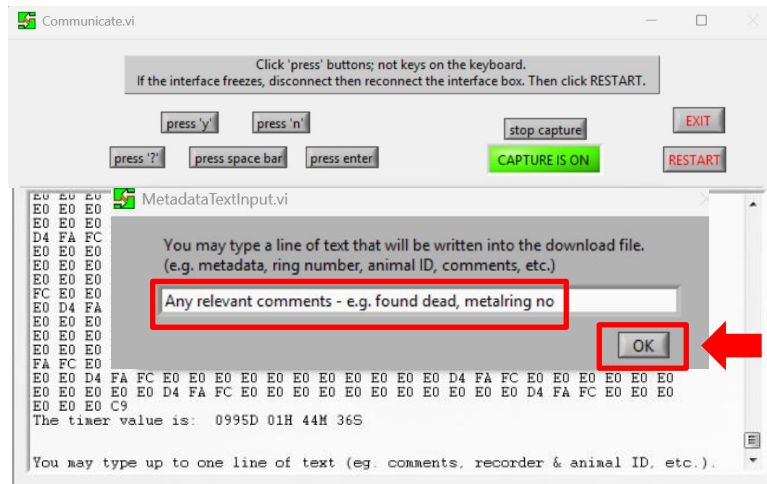 Communicate.vi
Click 'press' buttons; not keys on the keyboard.
If the interface freezes, disconnect then reconnect the interface box. Then click RESTART.
press 'y'
press 'n'
stop capture
EXIT
press '?'
press space bar
press enter
CAPTURE IS ON
RESTART
E0 E0 E0
E0 E0 E0
E0 E0 E0
D4 FA FC
E0 E0 E0
E0 E0 E0
E0 E0 E0
FC E0 E0
E0 D4 FA
E0 E0 E0
E0 E0 E0
E0 E0 E0
FA FC E0
MetadataTextInput.vi
You may type a line of text that will be written into the download file.
(e.g. metadata, ring number, animal ID, comments, etc.)
Any relevant comments - e.g. found dead, metalring no
OK
E0 E0 D4 FA FC E0 E0 E0 E0 E0 E0 E0 E0 E0 E0 E0 D4 FA FC E0 E0 E0 E0 E0 E0
E0 E0 E0 E0 E0 D4 FA FC E0 E0 E0 E0 E0 E0 E0 E0 E0 E0 E0 D4 FA FC E0 E0 E0
E0 E0 E0 C9
The timer value is: 0995D 01H 44M 36S
You may type up to one line of text (eg. comments, recorder & animal ID, etc.).